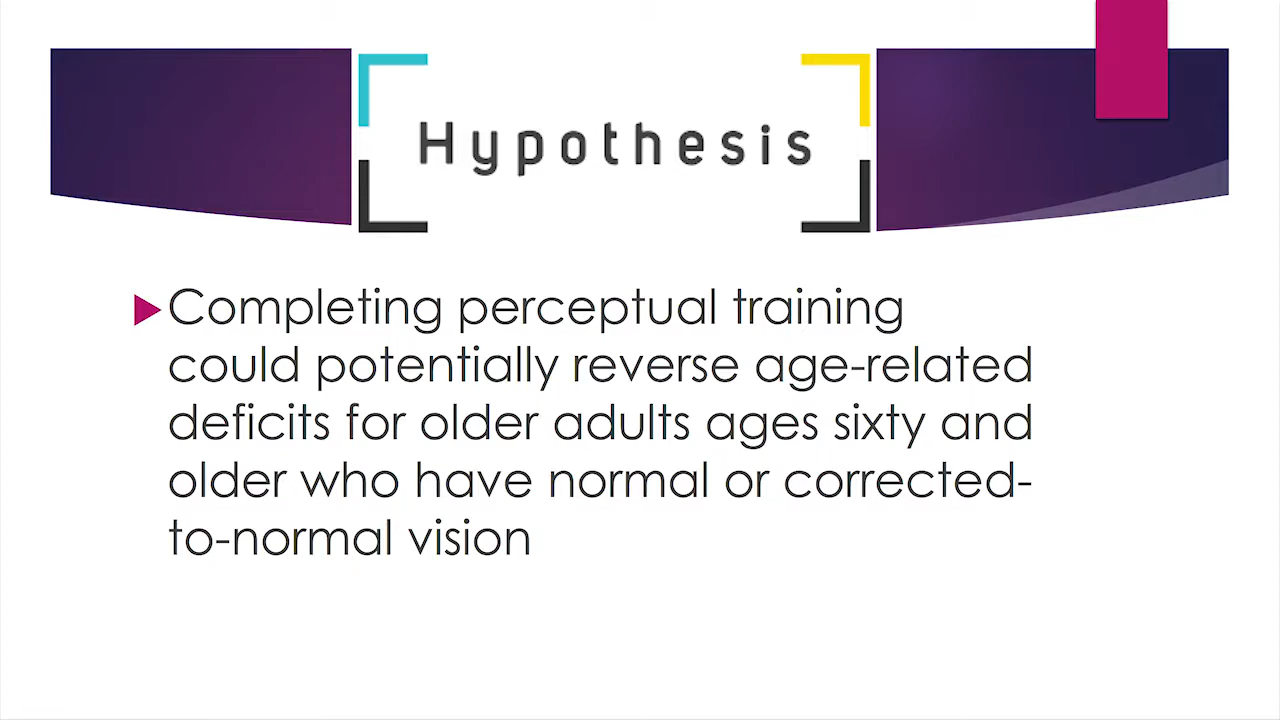 Hypothesis
Completing perceptual training
could potentially reverse age-related
deficits for older adults ages sixty and
older who have normal or corrected-
to-normal vision